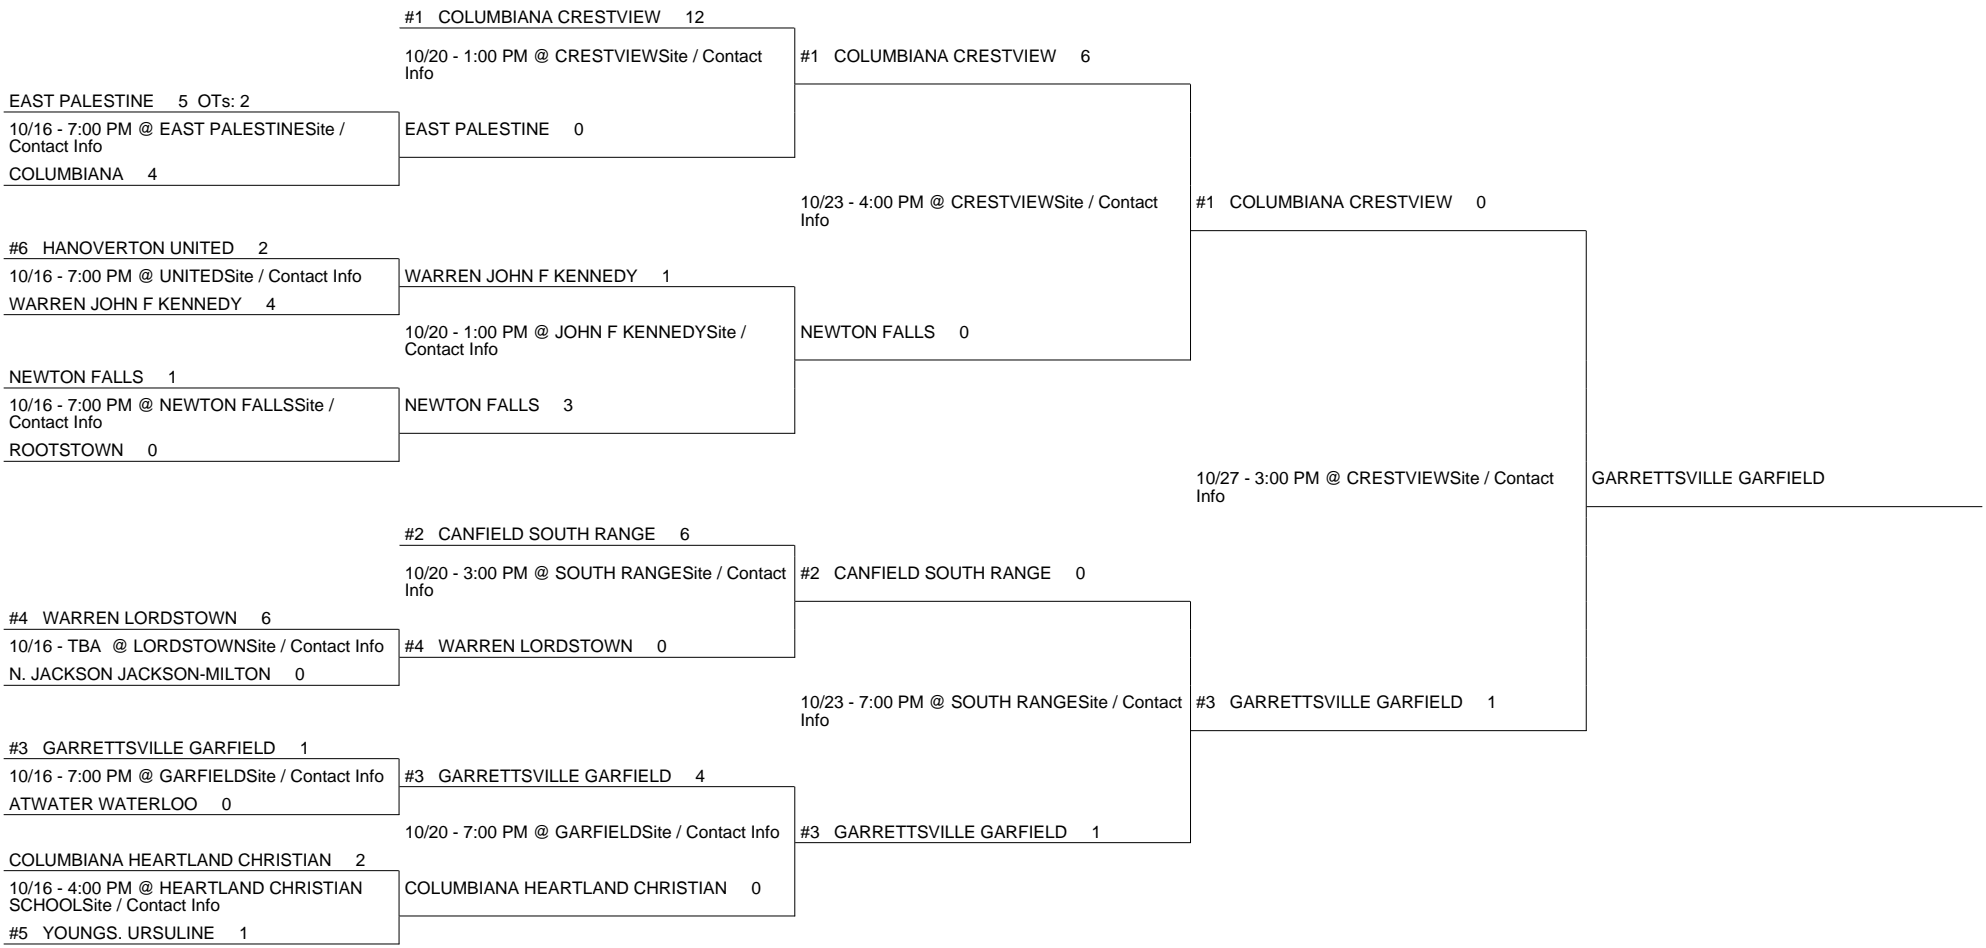 #1 COLUMBIANA CRESTVIEW 12
10/20 - 1:00 PM @ CRESTVIEWSite / Contact
Info
#1 COLUMBIANA CRESTVIEW 6
EAST PALESTINE 5 OTs: 2
10/16 - 7:00 PM @ EAST PALESTINESite /
Contact Info
EAST PALESTINE 0
COLUMBIANA 4
10/23 - 4:00 PM @ CRESTVIEWSite / Contact
Info
#1 COLUMBIANA CRESTVIEW 0
#6 HANOVERTON UNITED 2
10/16 - 7:00 PM @ UNITEDSite / Contact Info
WARREN JOHN F KENNEDY 1
WARREN JOHN F KENNEDY 4
10/20 - 1:00 PM @ JOHN F KENNEDYSite /
Contact Info
NEWTON FALLS 0
NEWTON FALLS 1
10/16 - 7:00 PM @ NEWTON FALLSSite /
Contact Info
NEWTON FALLS 3
ROOTSTOWN 0
10/27 - 3:00 PM @ CRESTVIEWSite / Contact
Info
GARRETTSVILLE GARFIELD
#2 CANFIELD SOUTH RANGE 6
10/20 - 3:00 PM @ SOUTH RANGESite / Contact
Info
#2 CANFIELD SOUTH RANGE 0
#4 WARREN LORDSTOWN 6
10/16 - TBA @ LORDSTOWNSite / Contact Info
#4 WARREN LORDSTOWN 0
N. JACKSON JACKSON-MILTON 0
10/23 - 7:00 PM @ SOUTH RANGESite / Contact
Info
#3 GARRETTSVILLE GARFIELD 1
#3 GARRETTSVILLE GARFIELD 1
10/16 - 7:00 PM @ GARFIELDSite / Contact Info
#3 GARRETTSVILLE GARFIELD 4
ATWATER WATERLOO 0
10/20 - 7:00 PM @ GARFIELDSite / Contact Info
#3 GARRETTSVILLE GARFIELD 1
COLUMBIANA HEARTLAND CHRISTIAN 2
10/16 - 4:00 PM @ HEARTLAND CHRISTIAN
SCHOOLSite / Contact Info
COLUMBIANA HEARTLAND CHRISTIAN 0
#5 YOUNGS. URSULINE 1